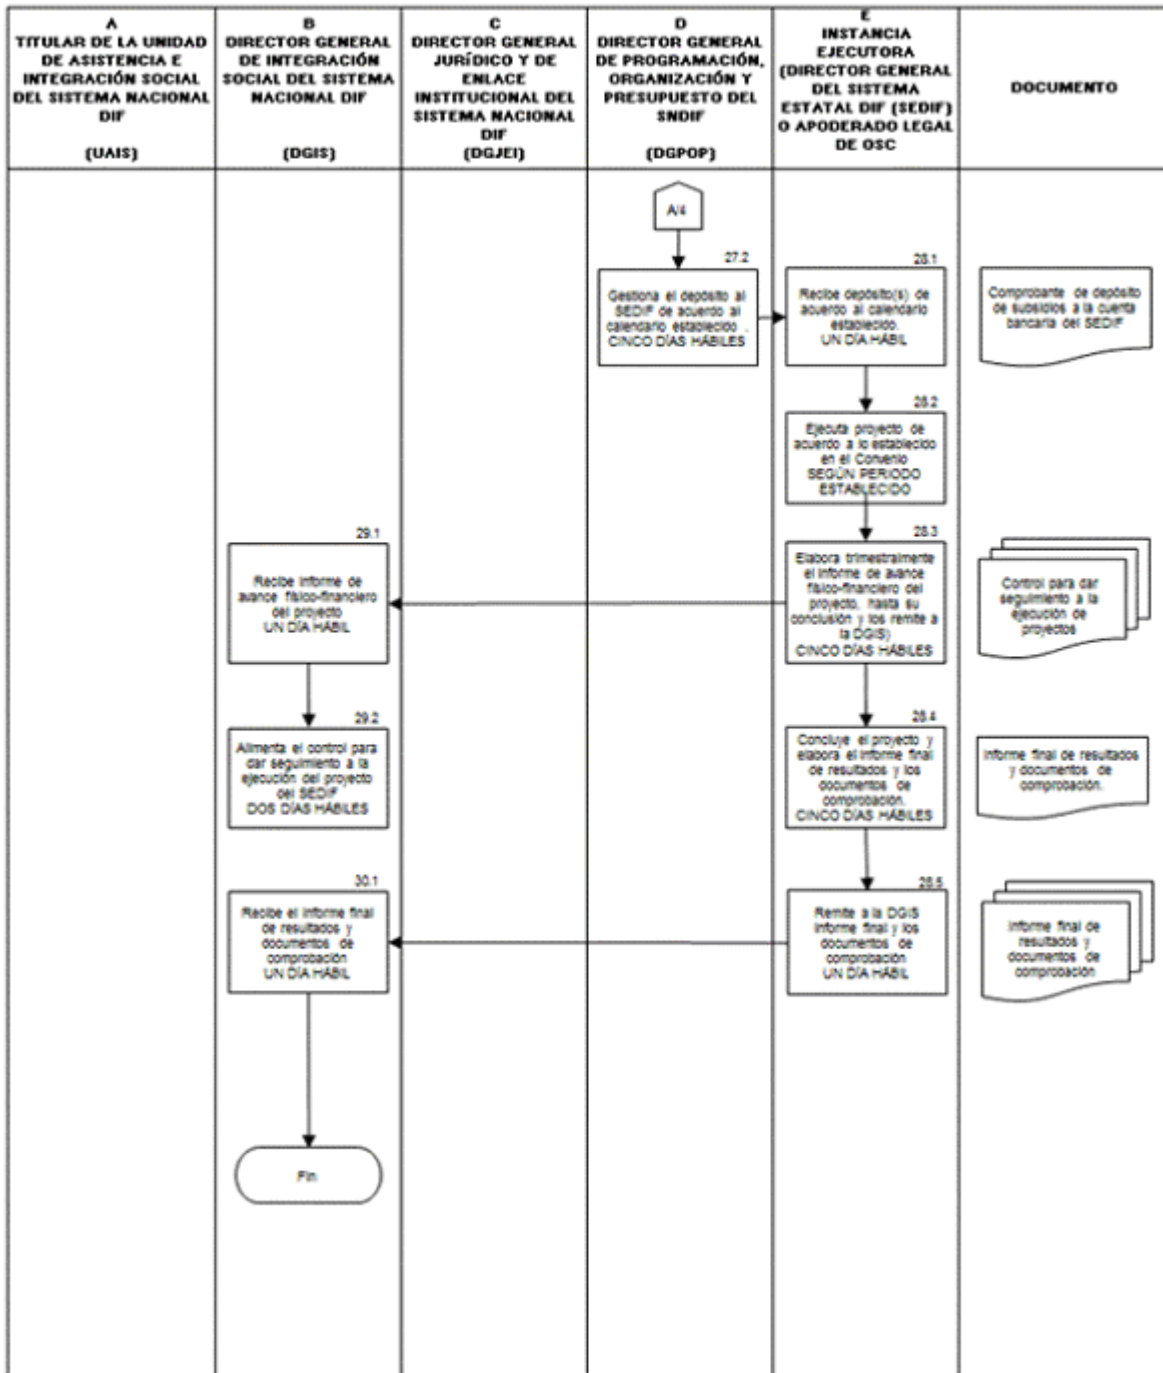 A
TITULAR DE LA UNIDAD
DE ASISTENCIA E
INTEGRACIÓN SOCIAL
DEL SISTEMA NACIONAL
DIF
(UAIS)
B
DIRECTOR GENERAL
DE INTEGRACIÓN
SOCIAL DEL SISTEMA
NACIONAL DIF
(DGIS)
C
DIRECTOR GENERAL
JURÍDICO Y DE
ENLACE
INSTITUCIONAL DEL
SISTEMA NACIONAL
DIF
(DGJEI)
D
DIRECTOR GENERAL
DE PROGRAMACIÓN,
ORGANIZACIÓN Y
PRESUPUESTO DEL
SNDIF
(DGPOP)
E
INSTANCIA
EJECUTORA
(DIRECTOR GENERAL
DEL SISTEMA
ESTATAL DIF (SEDIF)
O APODERADO LEGAL
DE OSC
DOCUMENTO
A/4
27.2
Gestiona el depósito al
SEDIF de acuerdo al
calendario establecido .
CINCO DÍAS HÁBILES
28.1
Recibe depósito(s) de
acuerdo al calendario
establecido.
UN DÍA HÁBIL
Comprobante de depósito
de subsidios a la cuenta
bancaria del SEDIF
28.2
Ejecuta proyecto de
acuerdo a lo establecido
en el Convenio
SEGÚN PERIODO
ESTABLECIDO
29.1
Recibe informe de
avance físico-financiero
del proyecto
UN DÍA HÁBIL
28.3
Elabora trimestralmente
el informe de avance
físico-financiero del
proyecto, hasta su
conclusión y los remite a
la DGIS)
CINCO DÍAS HÁBILES
Control para dar
seguimiento a la
ejecución de
proyectos
29.2
Alimenta el control para
dar seguimiento a la
ejecución del proyecto
del SEDIF
DOS DÍAS HÁBILES
28.4
Concluye el proyecto y
elabora el informe final
de resultados y los
documentos de
comprobación.
CINCO DÍAS HÁBILES
Informe final de resultados
y documentos de
comprobación.
30.1
Recibe el informe final
de resultados y
documentos de
comprobación
UN DÍA HÁBIL
28.5
Remite a la DGIS
informe final y los
documentos de
comprobación
UN DÍA HÁBIL
Informe final de
resultados y
documentos de
comprobación
Fin